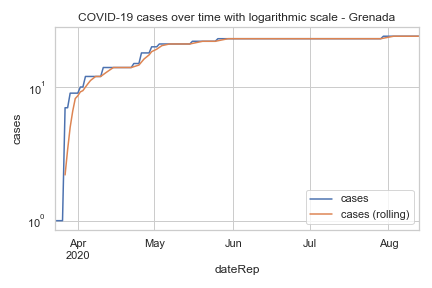 COVID-19 cases over time with logarithmic scale - Grenada
cases
10¹
10⁰
cases
cases (rolling)
Apr
2020
May
Jun
Jul
Aug
dateRep